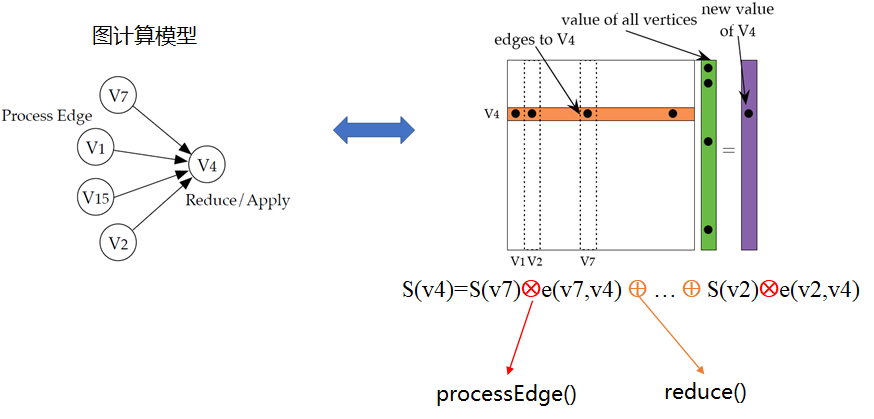 图计算模型
V7
Process Edge
V1
V4
V15
Reduce/Apply
V2
value of all vertices
new value
of V4
edges to V4
V4
=
V1 V2 V7
S(v4)=S(v7)⊗e(v7,v4) ⊕ … ⊕ S(v2)⊗e(v2,v4)
processEdge()
reduce()